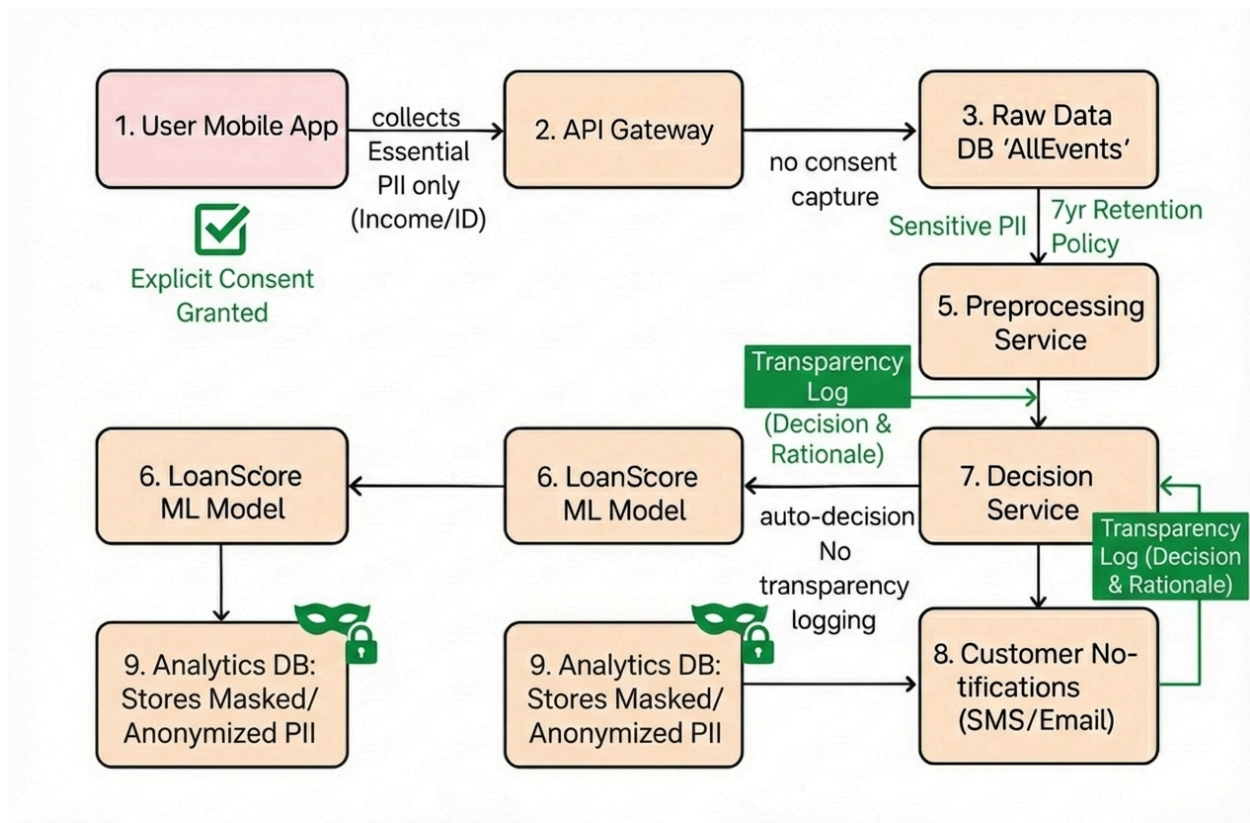 1. User Mobile App
collects
Essential
PII only
(Income/ID)
2. API Gateway
no consent
capture
3. Raw Data
DB 'AllEvents'
Explicit Consent
Granted
Sensitive PII
7yr Retention
Policy
5. Preprocessing
Service
Transparency
Log
(Decision &
Rationale)
6. LoanScore
ML Model
6. LoanScore
ML Model
auto-decision
No
transparency
logging
7. Decision
Service
Transparency
Log (Decision
& Rationale)
9. Analytics DB:
Stores Masked/
Anonymized PII
9. Analytics DB:
Stores Masked/
Anonymized PII
8. Customer No-
tifications
(SMS/Email)